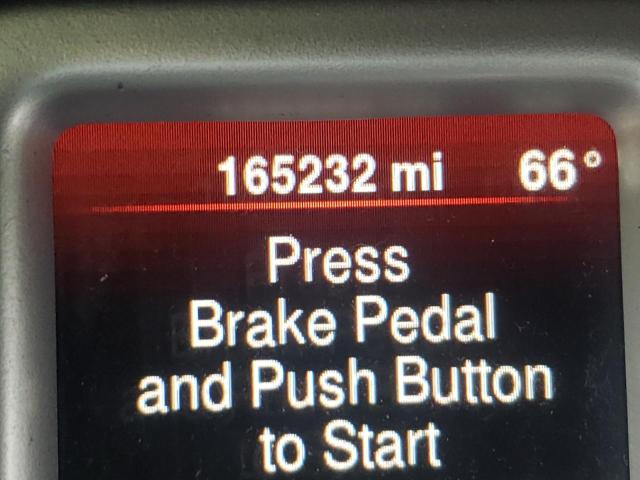 165232 mi 66°
Press
Brake Pedal
and Push Button
to Start